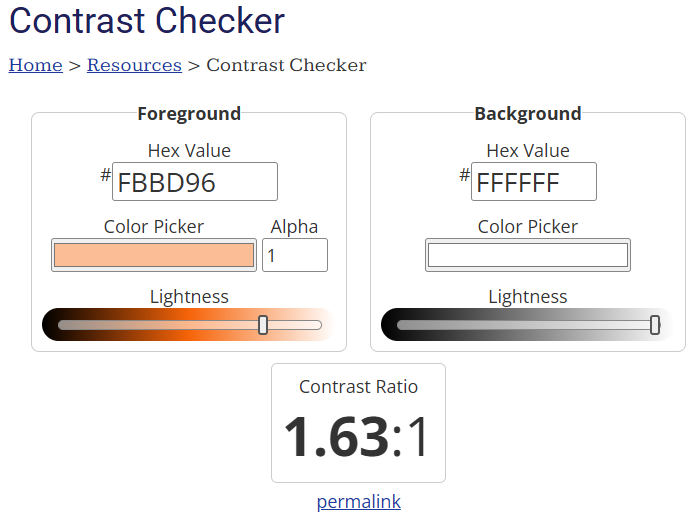 Contrast Checker
Home > Resources > Contrast Checker
Foreground
Hex Value
#FBBD96
Color Picker
Alpha
1
Lightness
Background
Hex Value
#FFFFFF
Color Picker
Lightness
Contrast Ratio
1.63:1
permalink